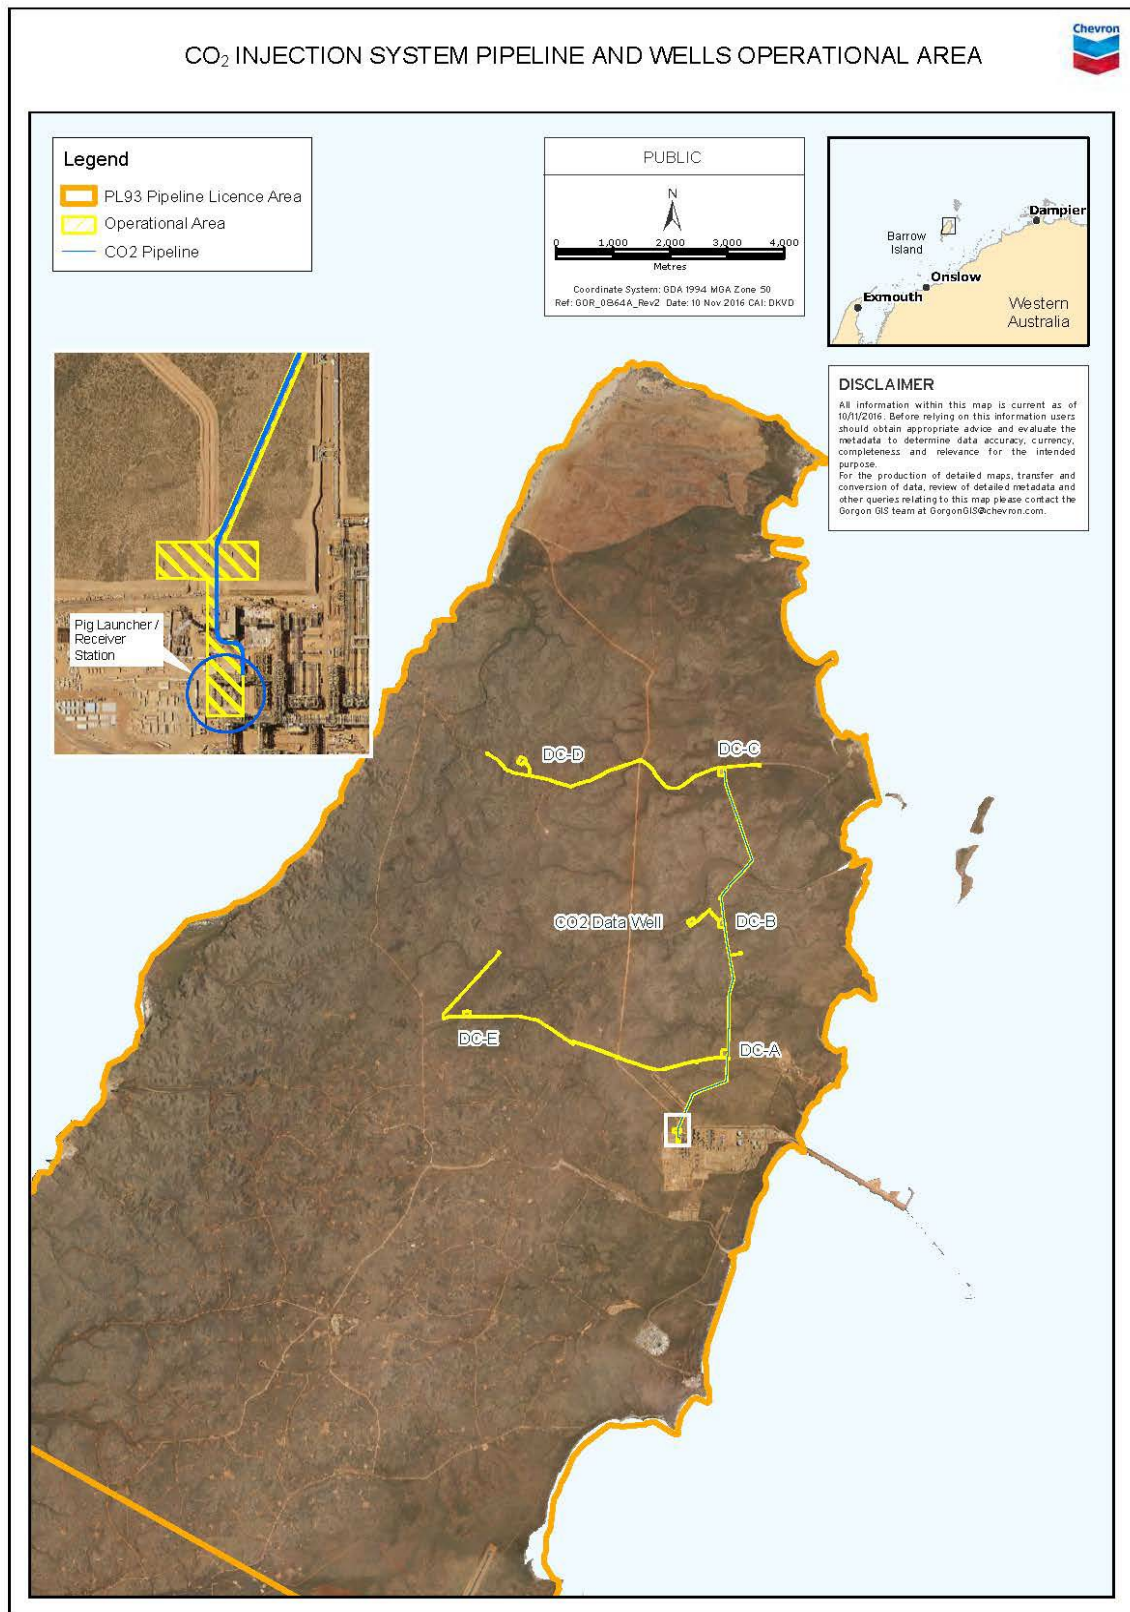 Chevron
CO₂ INJECTION SYSTEM PIPELINE AND WELLS OPERATIONAL AREA
Legend
PL93 Pipeline Licence Area
Operational Area
CO2 Pipeline
PUBLIC
N
0 1,000 2,000 3,000 4,000
Metres
Coordinate System: GDA 1994 MGA Zone 50
Ref: GOR_0864A_Rev2 Date: 10 Nov 2016 CAI: DKVD
Dampier
Barrow
Island
Onslow
Exmouth
Western
Australia
DISCLAIMER
All information within this map is current as of
10/11/2016. Before relying on this information users
should obtain appropriate advice and evaluate the
metadata to determine data accuracy, currency,
completeness and relevance for the intended
purpose.
For the production of detailed maps, transfer and
conversion of data, review of detailed metadata and
other queries relating to this map please contact the
Gorgon GIS team at GorgonGIS@chevron.com.
Pig Launcher /
Receiver
Station
DC-D
DC-C
CO2 Data Well
DC-B
DC-E
DC-A